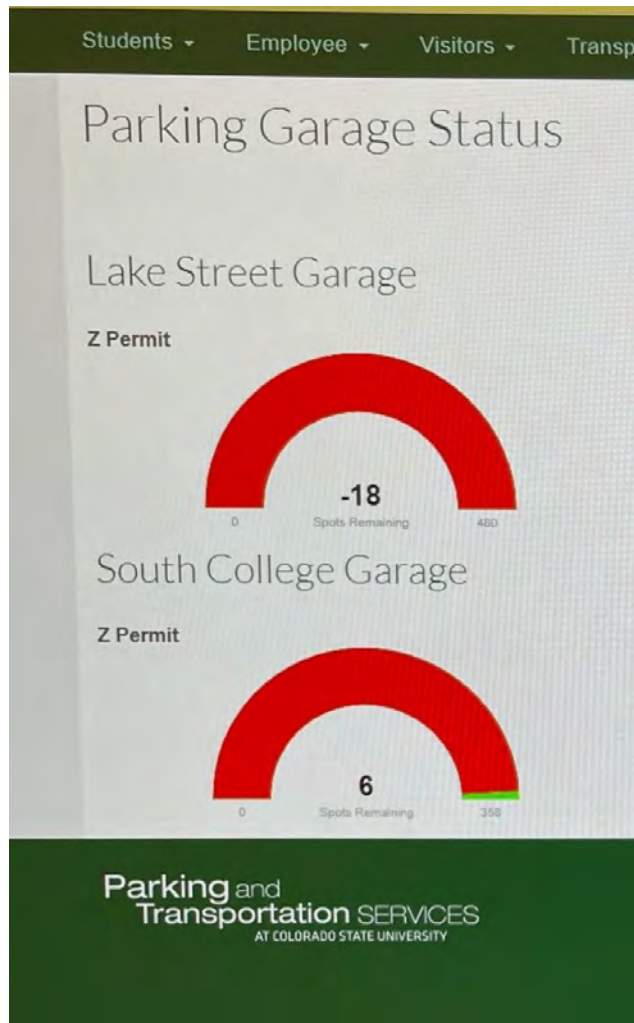 Students Employee Visitors Transp
Parking Garage Status
Lake Street Garage
Z Permit
-18
0 Spots Remaining 480
South College Garage
Z Permit
6
0 Spots Remaining 358
Parking and
Transportation SERVICES
AT COLORADO STATE UNIVERSITY